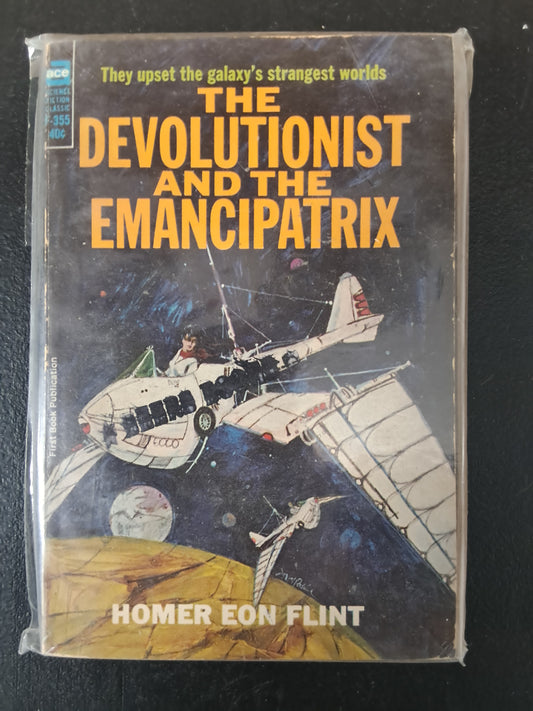 ace
SCIENCE
FICTION
CLASSIC
F-355
40¢
They upset the galaxy's strangest worlds
THE
DEVOLUTIONIST
AND THE
EMANCIPATRIX
First Book Publication
HOMER EON FLINT